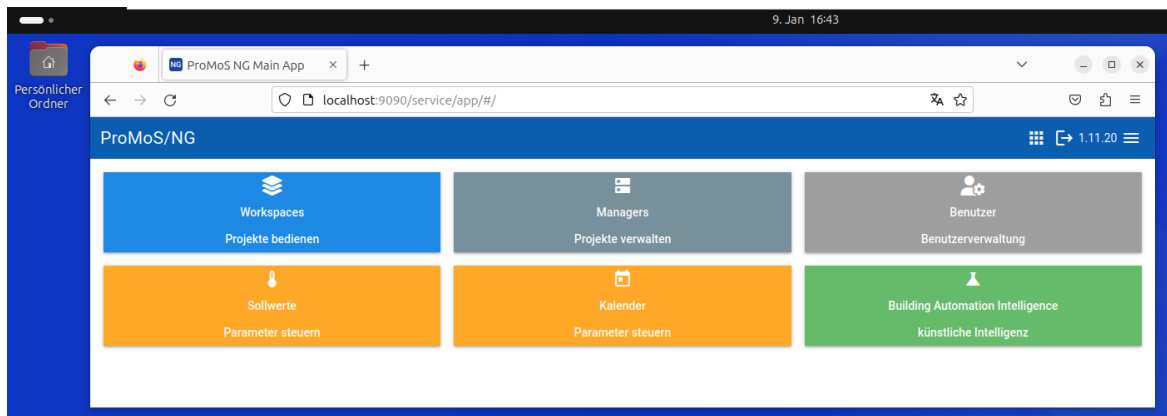 9. Jan 16:43
Persönlicher
Ordner
NG ProMoS NG Main App
localhost:9090/service/app/#/
ProMoS/NG
1.11.20
Workspaces
Projekte bedienen
Managers
Projekte verwalten
Benutzer
Benutzerverwaltung
Sollwerte
Parameter steuern
Kalender
Parameter steuern
Building Automation Intelligence
künstliche Intelligenz